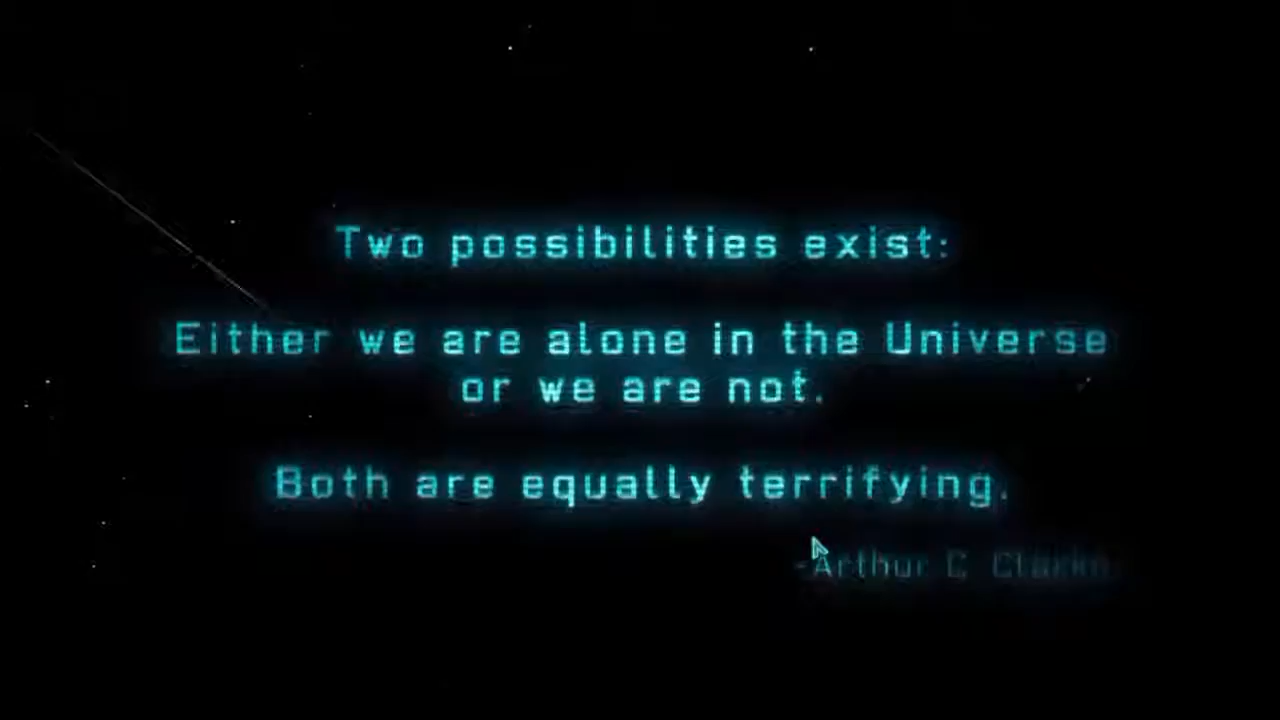 Two possibilities exist:
Either we are alone in the Universe
or we are not.
Both are equally terrifying.
-Arthur C Clarke